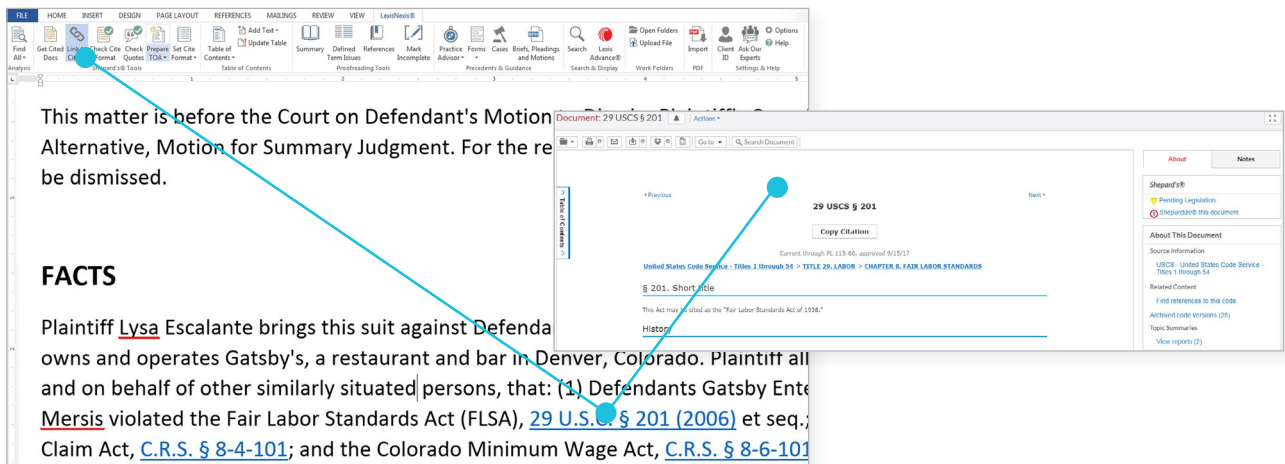 FILE HOME INSERT DESIGN PAGE LAYOUT REFERENCES MAILINGS REVIEW VIEW LexisNexis®
Find All Get Cited Docs Link to Check Cite Format Check Quotes Prepare TOA Set Cite Format Table of Contents Add Text Update Table Summary Defined Term Issues References Mark Incomplete Practice Advisor Forms Cases Briefs, Pleadings and Motions Search Lexis Advance® Open Folders Upload File Import Client ID Ask Our Experts Options Help
Analysis Shepard's® Tools Table of Contents Proofreading Tools Precedents & Guidance Search & Display Work Folders PDF Settings & Help
1 2 3 4 5
This matter is before the Court on Defendant's Motion
Alternative, Motion for Summary Judgment. For the re
be dismissed.
FACTS
Plaintiff Lysa Escalante brings this suit against Defenda
owns and operates Gatsby's, a restaurant and bar in Denver, Colorado. Plaintiff all
and on behalf of other similarly situated persons, that: (1) Defendants Gatsby Ente
Mersis violated the Fair Labor Standards Act (FLSA), 29 U.S.C. § 201 (2006) et seq.;
Claim Act, C.R.S. § 8-4-101; and the Colorado Minimum Wage Act, C.R.S. § 8-6-101
Document: 29 USCS § 201 Actions
Go to Search Document
Table of Contents
Previous Next
29 USCS § 201
Copy Citation
Current through PL 115-60, approved 9/15/17
United States Code Service - Titles 1 through 54 > TITLE 29. LABOR > CHAPTER 8. FAIR LABOR STANDARDS
§ 201. Short title
This Act may be cited as the "Fair Labor Standards Act of 1938."
History
About Notes
Shepard's®
Pending Legislation
Shepardize® this document
About This Document
Source Information
USCS - United States Code Service -
Titles 1 through 54
Related Content
Find references to this code
Archived code versions (25)
Topic Summaries
View reports (2)